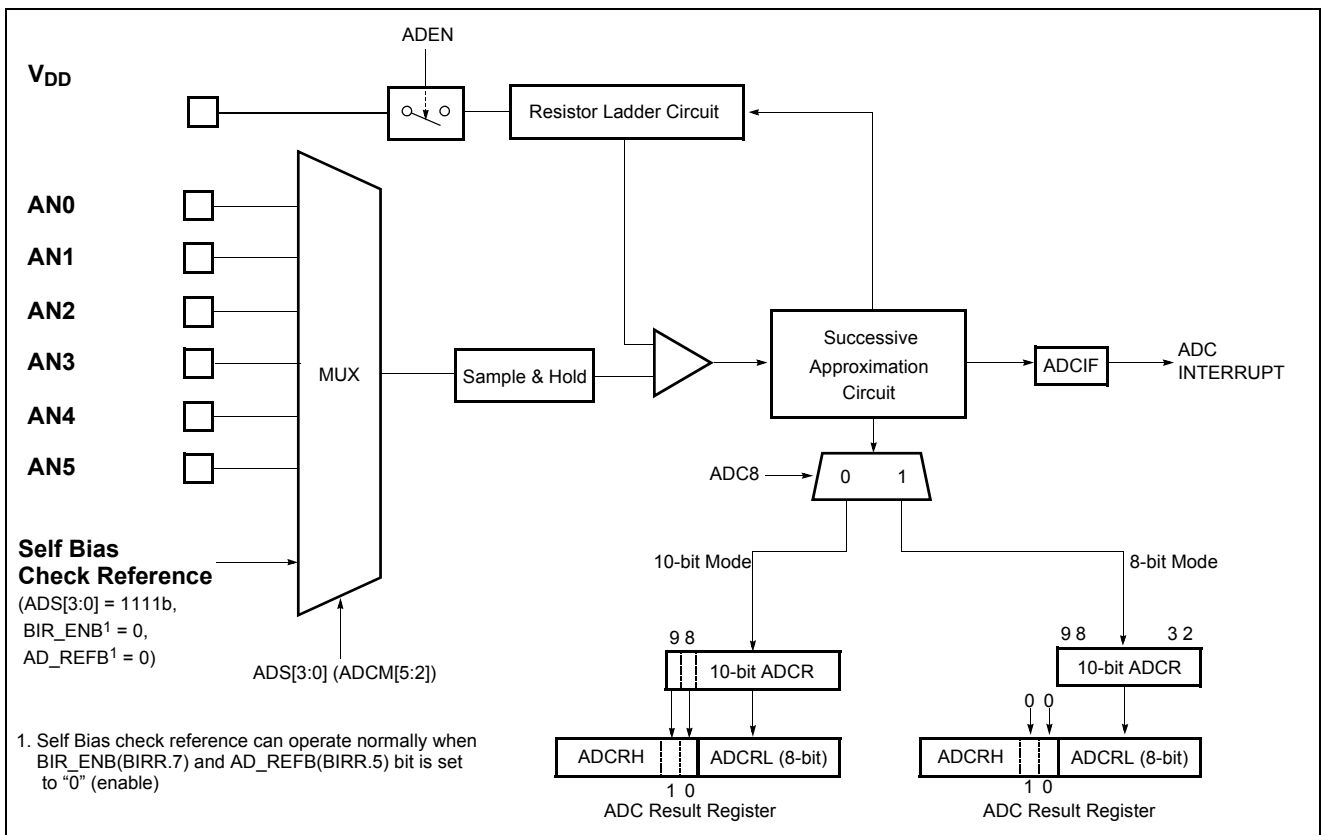 ADEN
VDD
Resistor Ladder Circuit
AN0
AN1
AN2
AN3
AN4
AN5
MUX
Sample & Hold
Successive
Approximation
Circuit
ADCIF
ADC
INTERRUPT
ADC8
0 1
Self Bias
Check Reference
(ADS[3:0] = 1111b,
BIR_ENB1 = 0,
AD_REFB1 = 0)
ADS[3:0] (ADCM[5:2])
10-bit Mode
8-bit Mode
9 8
10-bit ADCR
9 8 3 2
10-bit ADCR
0 0
ADCRH ADCRL (8-bit)
1 0
ADC Result Register
ADCRH ADCRL (8-bit)
1 0
ADC Result Register
1. Self Bias check reference can operate normally when
BIR_ENB(BIRR.7) and AD_REFB(BIRR.5) bit is set
to “0” (enable)